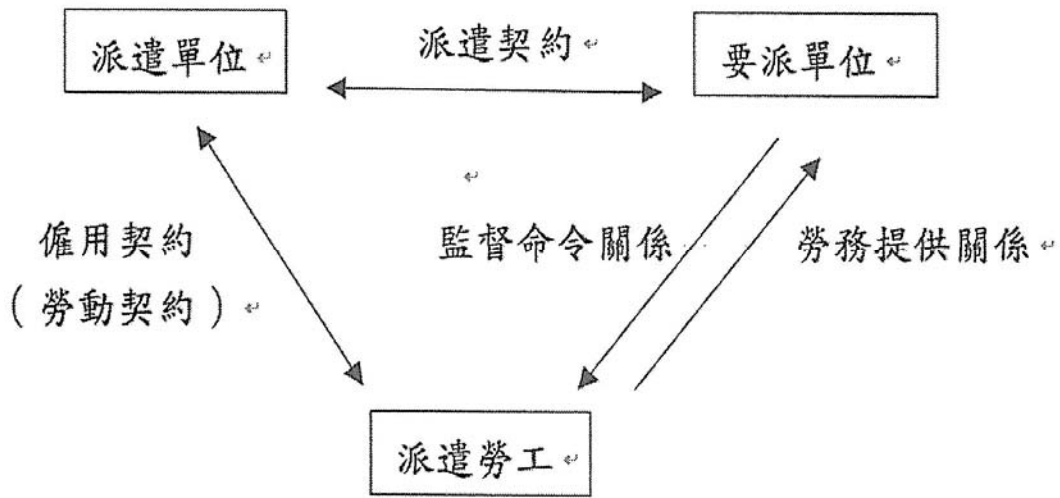 派遣單位
派遣契約
要派單位
僱用契約
(勞動契約)
監督命令關係
勞務提供關係
派遣勞工